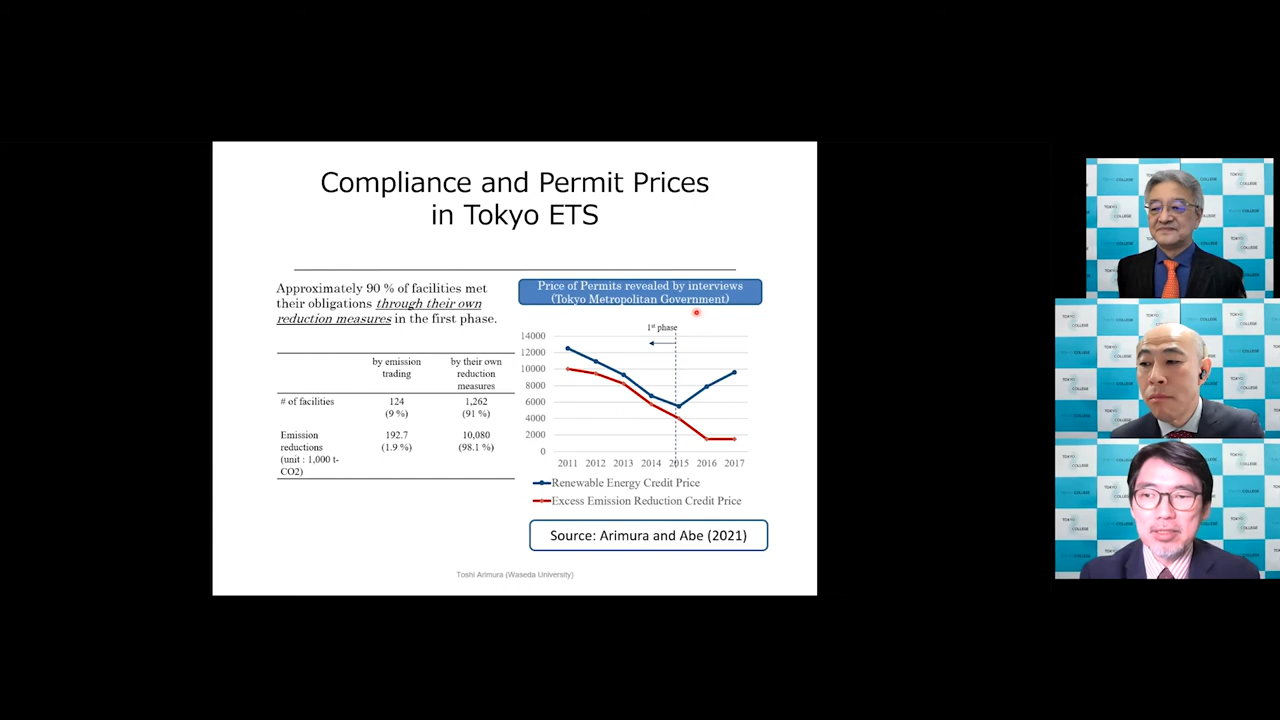 Compliance and Permit Prices
in Tokyo ETS
Approximately 90 % of facilities met
their obligations through their own
reduction measures in the first phase.
by emission trading
by their own reduction measures
# of facilities
124
(9 %)
1,262
(91 %)
Emission reductions (unit : 1,000 t-CO2)
192.7
(1.9 %)
10,080
(98.1 %)
Price of Permits revealed by interviews
(Tokyo Metropolitan Government)
1st phase
14000
12000
10000
8000
6000
4000
2000
0
2011 2012 2013 2014 2015 2016 2017
Renewable Energy Credit Price
Excess Emission Reduction Credit Price
Source: Arimura and Abe (2021)
Toshi Arimura (Waseda University)
TOKYO COLLEGE